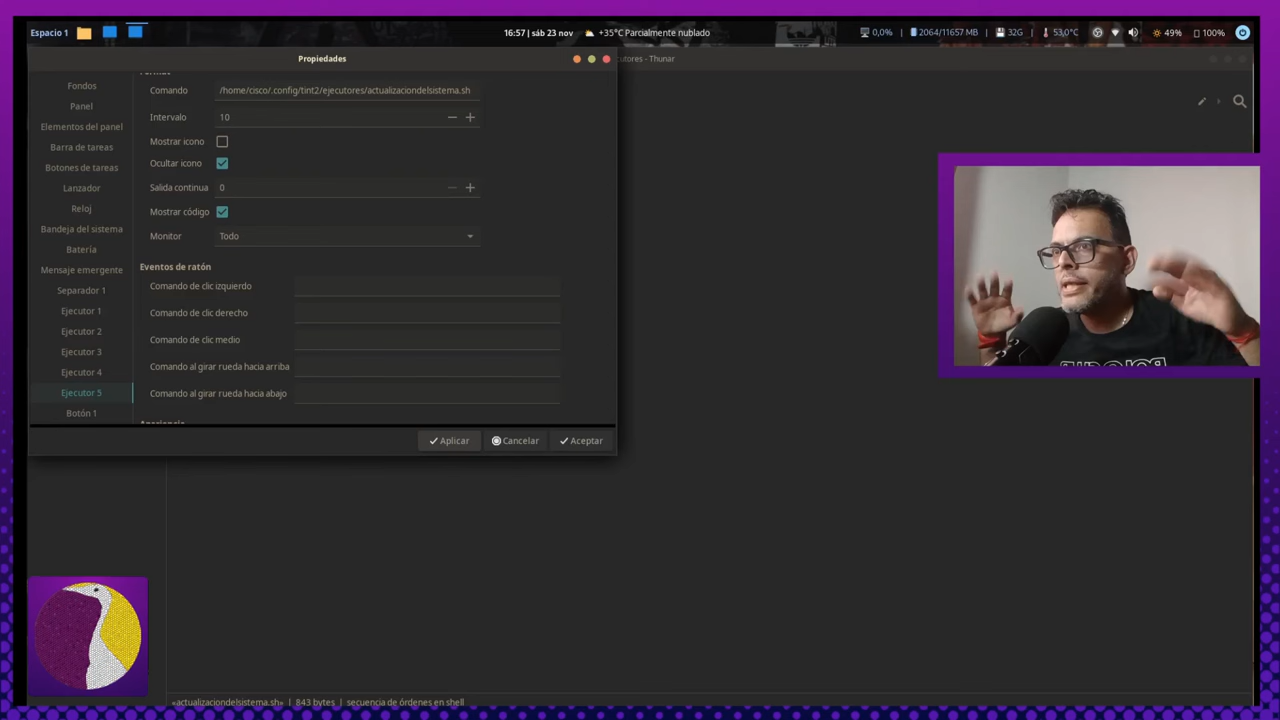 Espacio 1
16:57 | sáb 23 nov
+35°C Parcialmente nublado
0,0%
2064/11657 MB
32G
53,0°C
49%
100%
Propiedades
utores - Thunar
Fondos
Panel
Elementos del panel
Barra de tareas
Botones de tareas
Lanzador
Reloj
Bandeja del sistema
Batería
Mensaje emergente
Separador 1
Ejecutor 1
Ejecutor 2
Ejecutor 3
Ejecutor 4
Ejecutor 5
Botón 1
Comando /home/cisco/.config/tint2/ejecutores/actualizaciondelsistema.sh
Intervalo 10
Mostrar icono
Ocultar icono
Salida continua 0
Mostrar código
Monitor Todo
Eventos de ratón
Comando de clic izquierdo
Comando de clic derecho
Comando de clic medio
Comando al girar rueda hacia arriba
Comando al girar rueda hacia abajo
Aplicar Cancelar Aceptar
«actualizaciondelsistema.sh» | 843 bytes | secuencia de órdenes en shell